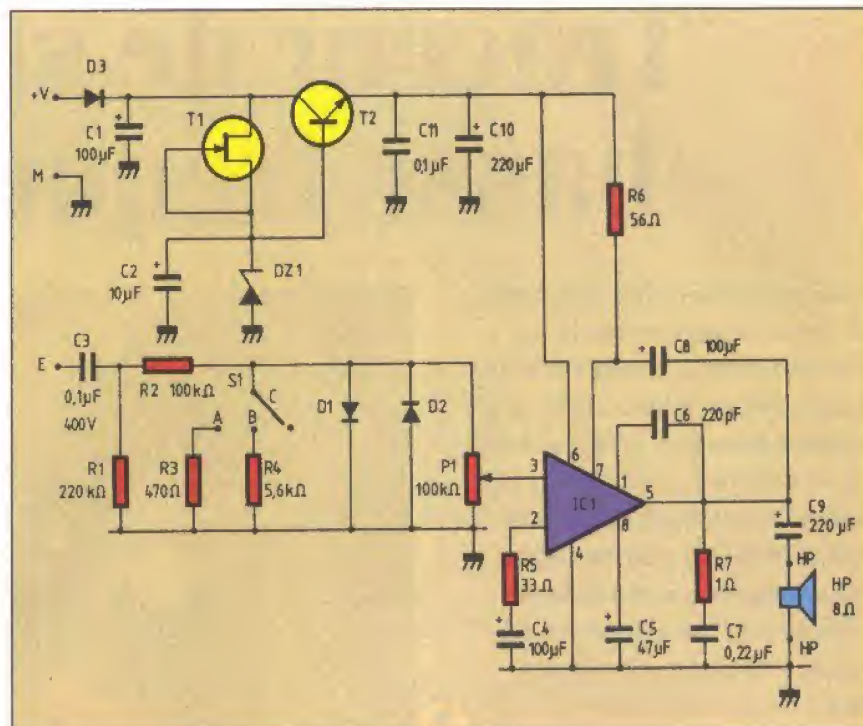 D3
+V
C1
100µF
T1
T2
C11
0,1µF
C10
220µF
M
R6
56Ω
C2
10µF
DZ1
C3
E
0,1µF
400V
R2 100kΩ
S1
C
A
B
D1
D2
R1
220kΩ
R3
470Ω
R4
5,6kΩ
P1
100kΩ
C8 100µF
C6 220pF
3
6
7
1
IC1
5
2
4
8
C9
220µF
R5
33Ω
R7
1Ω
HP
HP
8Ω
HP
C4
100µF
C5
47µF
C7
0,22µF